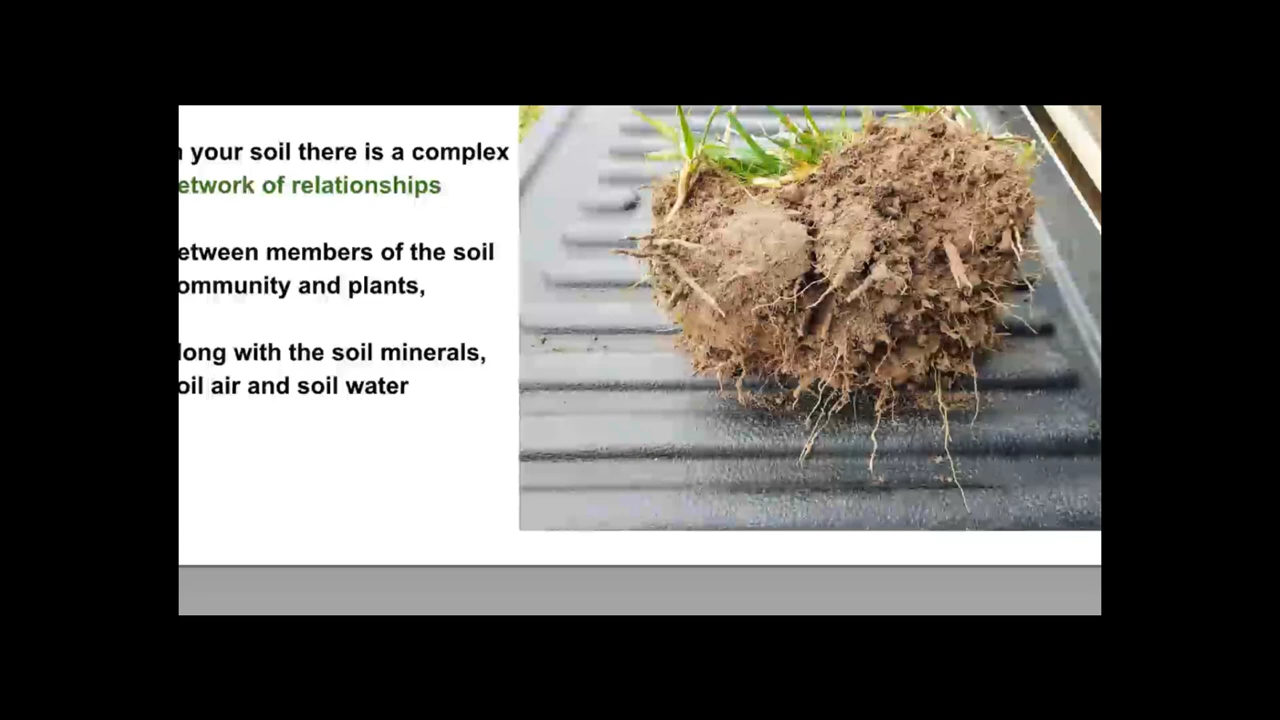 your soil there is a complex
etwork of relationships
etween members of the soil
ommunity and plants,
long with the soil minerals,
oil air and soil water